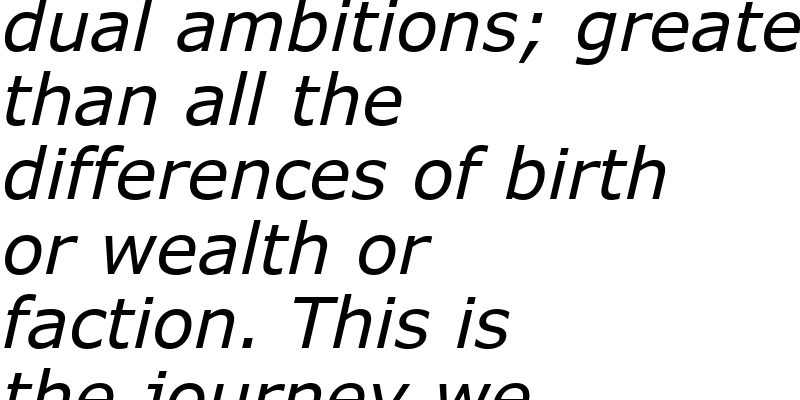 dual ambitions; greate
than all the
differences of birth
or wealth or
faction. This is
the journey we